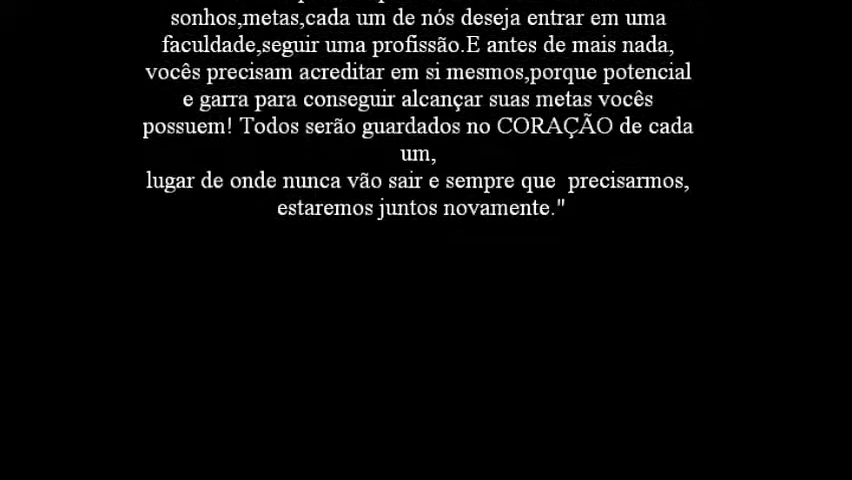 sonhos,metas,cada um de nós deseja entrar em uma
faculdade,seguir uma profissão.E antes de mais nada,
vocês precisam acreditar em si mesmos,porque potencial
e garra para conseguir alcançar suas metas vocês
possuem! Todos serão guardados no CORAÇÃO de cada
um,
lugar de onde nunca vão sair e sempre que  precisarmos,
estaremos juntos novamente."